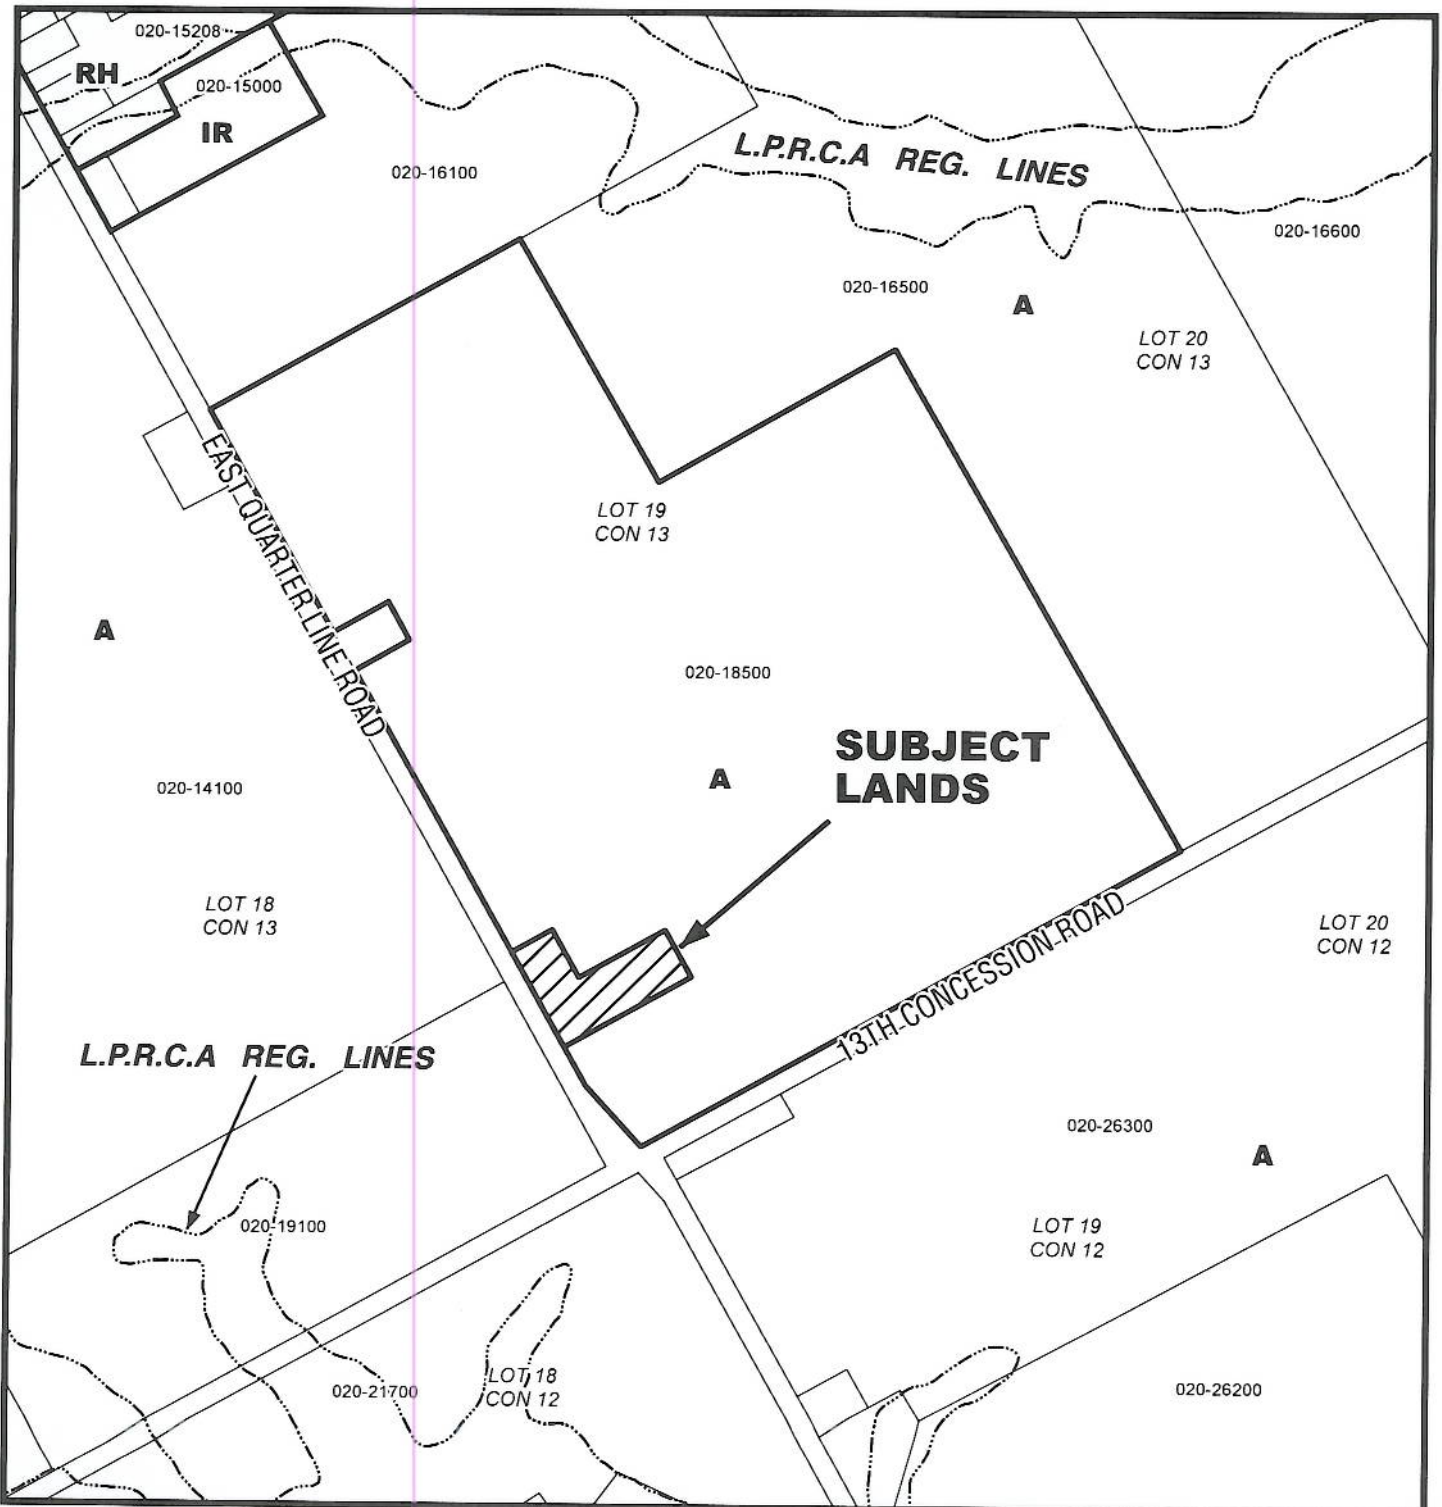 020-15208
RH
020-15000
IR
020-16100
L.P.R.C.A REG. LINES
020-16600
020-16500
A
LOT 20
CON 13
EAST QUARTER LINE ROAD
LOT 19
CON 13
A
020-18500
SUBJECT
LANDS
A
020-14100
LOT 18
CON 13
13TH CONCESSION ROAD
LOT 20
CON 12
L.P.R.C.A REG. LINES
020-26300
A
020-19100
LOT 19
CON 12
LOT 18
CON 12
020-21700
020-26200